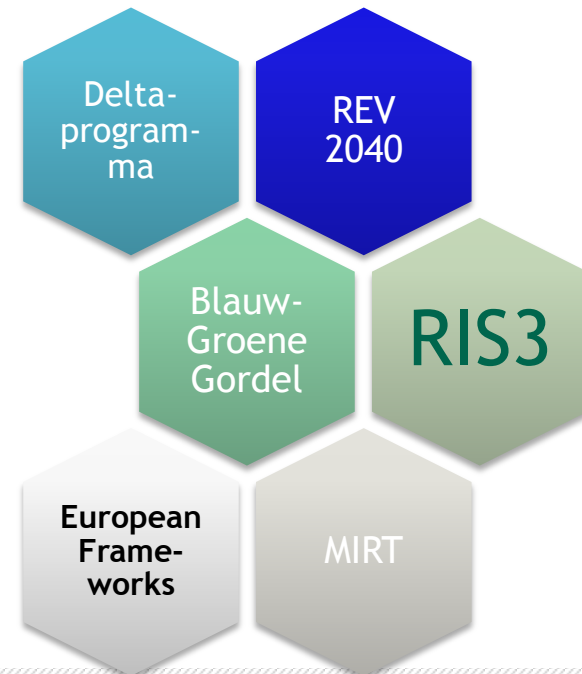 Delta-
program-
ma
REV
2040
Blauw-
Groene
Gordel
RIS3
European
Frame-
works
MIRT